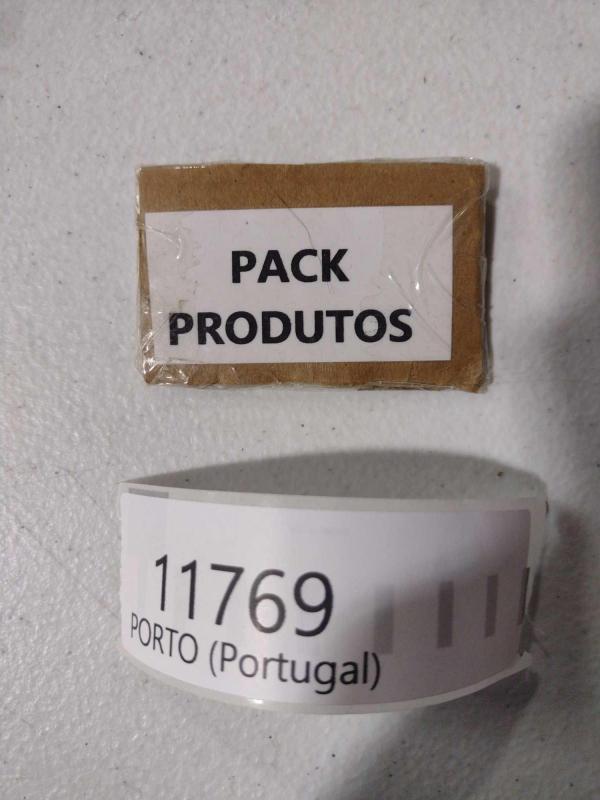 PACK
PRODUTOS
11769
PORTO (Portugal)